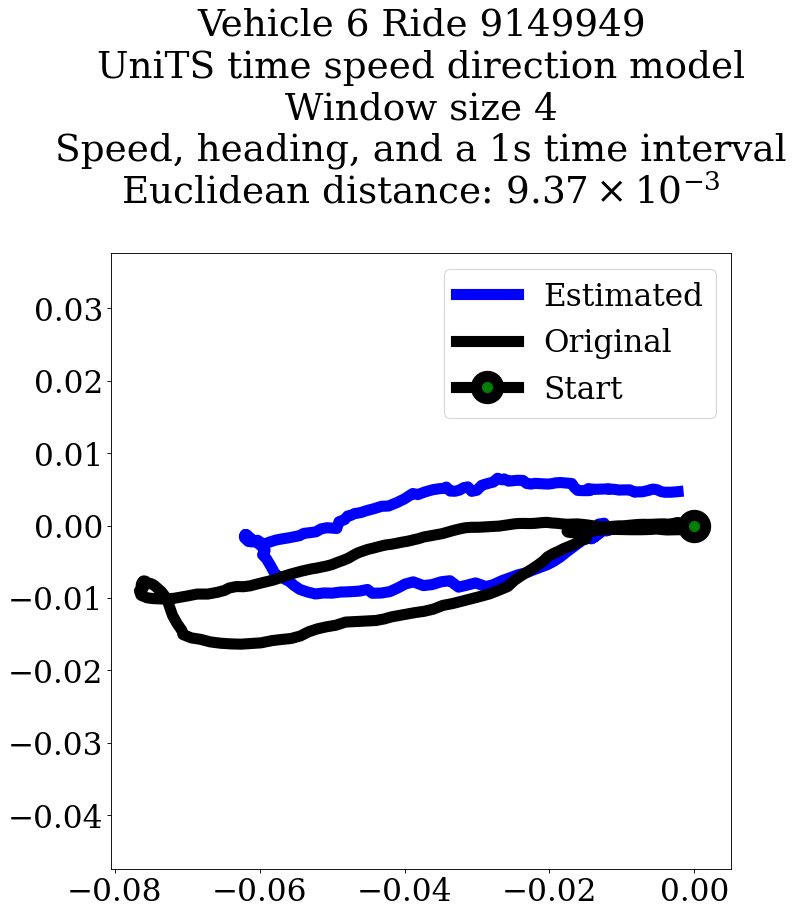 Vehicle 6 Ride 9149949
UniTS time speed direction model
Window size 4
Speed, heading, and a 1s time interval
Euclidean distance: 9.37 × 10⁻³
Estimated
Original
Start
0.03
0.02
0.01
0.00
−0.01
−0.02
−0.03
−0.04
−0.08 −0.06 −0.04 −0.02 0.00